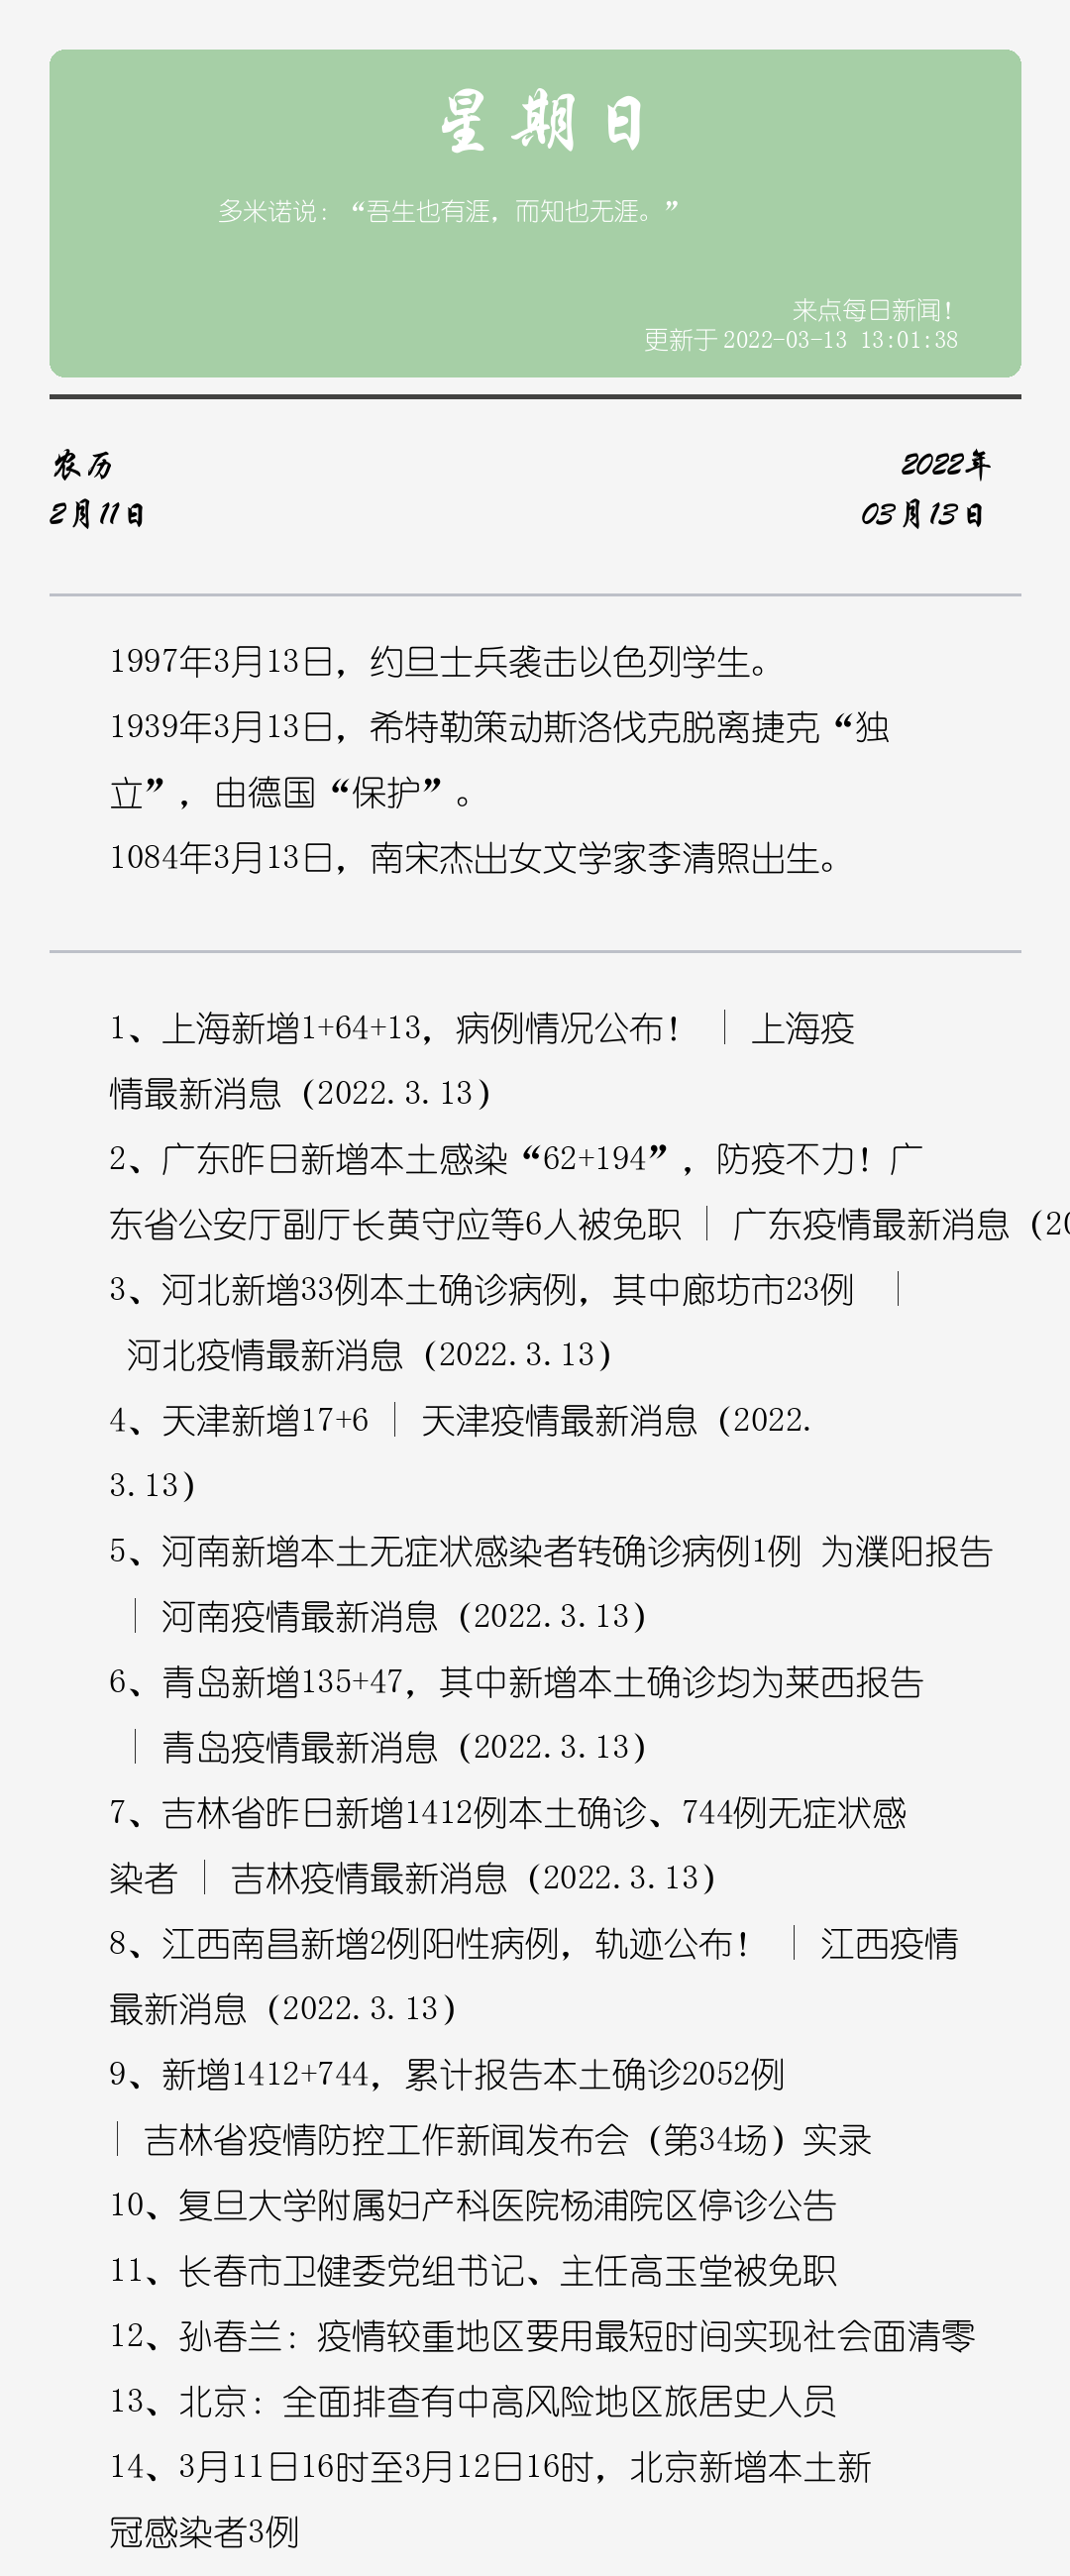 星期日
多米诺说：“吾生也有涯，而知也无涯。”
来点每日新闻！
更新于2022-03-13 13:01:38
农历
2022年
2月11日
03月13日
1997年3月13日，约旦士兵袭击以色列学生。
1939年3月13日，希特勒策动斯洛伐克脱离捷克“独
立”，由德国“保护”。
1084年3月13日，南宋杰出女文学家李清照出生。
1、上海新增1+64+13，病例情况公布！ ｜上海疫
情最新消息（2022.3.13）
2、广东昨日新增本土感染“62+194”，防疫不力！广
东省公安厅副厅长黄守应等6人被免职｜广东疫情最新消息（20
3、河北新增33例本土确诊病例，其中廊坊市23例 ｜
河北疫情最新消息（2022.3.13）
4、天津新增17+6｜天津疫情最新消息（2022.
3.13）
5、河南新增本土无症状感染者转确诊病例1例 为濮阳报告
｜河南疫情最新消息（2022.3.13）
6、青岛新增135+47，其中新增本土确诊均为莱西报告
｜青岛疫情最新消息（2022.3.13）
7、吉林省昨日新增1412例本土确诊、744例无症状感
染者｜吉林疫情最新消息（2022.3.13）
8、江西南昌新增2例阳性病例，轨迹公布！ ｜江西疫情
最新消息（2022.3.13）
9、新增1412+744，累计报告本土确诊2052例
｜吉林省疫情防控工作新闻发布会（第34场）实录
10、复旦大学附属妇产科医院杨浦院区停诊公告
11、长春市卫健委党组书记、主任高玉堂被免职
12、孙春兰：疫情较重地区要用最短时间实现社会面清零
13、北京：全面排查有中高风险地区旅居史人员
14、3月11日16时至3月12日16时，北京新增本土新
冠感染者3例